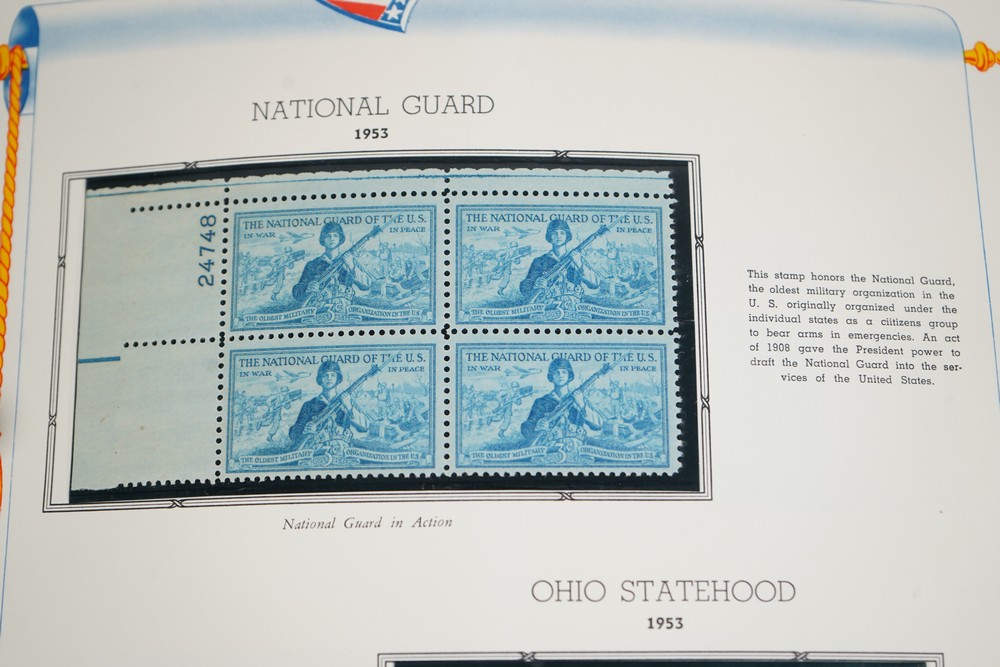 NATIONAL GUARD
1953
24748
THE NATIONAL GUARD OF THE U.S.
IN WAR IN PEACE
THE OLDEST MILITARY ORGANIZATION IN THE U.S
THE NATIONAL GUARD OF THE U.S.
IN WAR IN PEACE
THE OLDEST MILITARY ORGANIZATION IN THE U.S
THE NATIONAL GUARD OF THE U.S.
IN WAR IN PEACE
THE OLDEST MILITARY ORGANIZATION IN THE U.S
THE NATIONAL GUARD OF THE U.S.
IN WAR IN PEACE
THE OLDEST MILITARY ORGANIZATION IN THE U.S
This stamp honors the National Guard,
the oldest military organization in the
U. S. originally organized under the
individual states as a citizens group
to bear arms in emergencies. An act
of 1908 gave the President power to
draft the National Guard into the ser-
vices of the United States.
National Guard in Action
OHIO STATEHOOD
1953